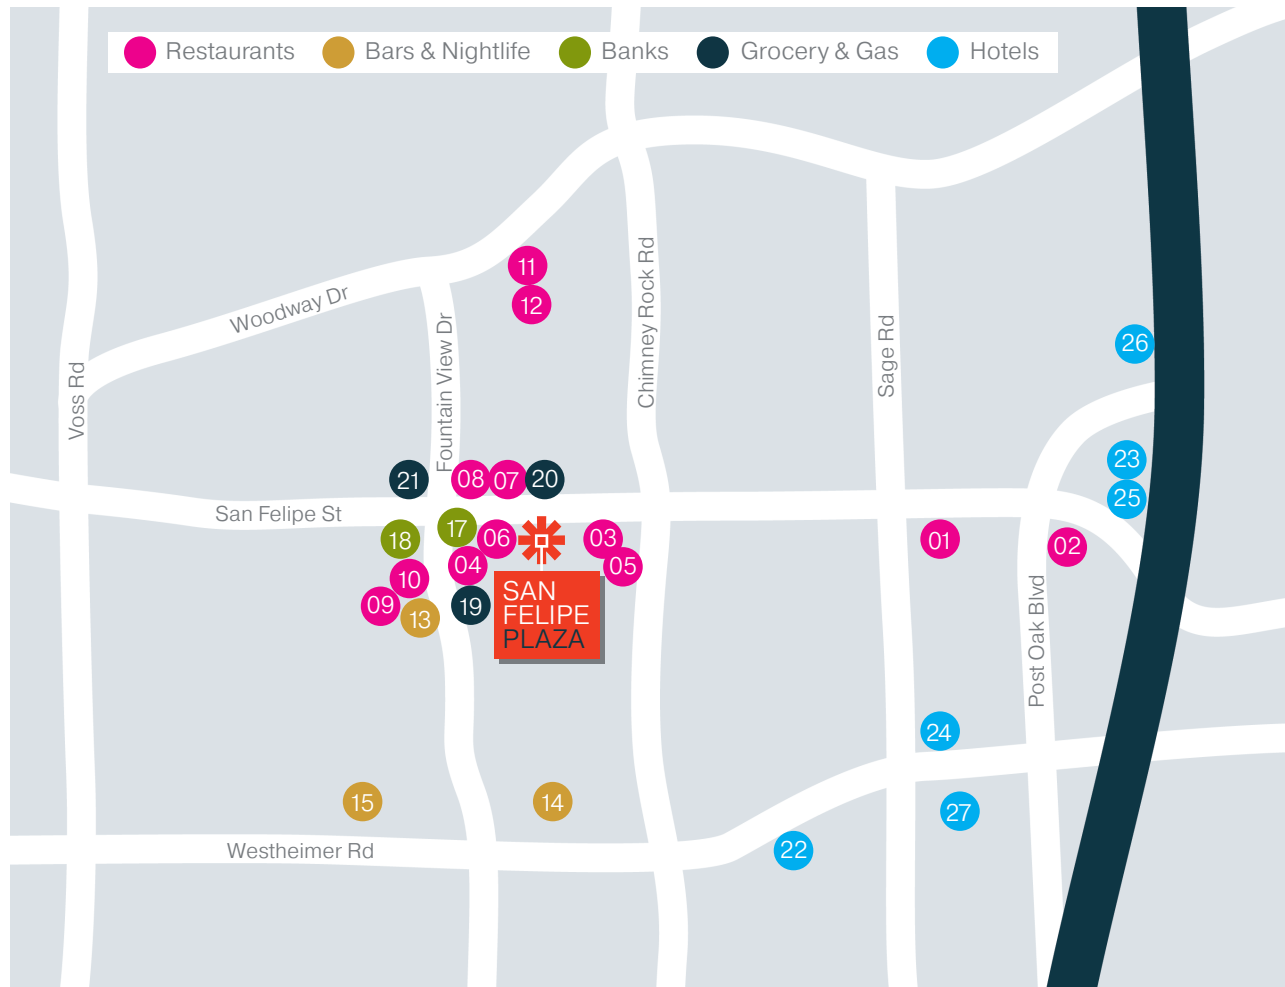 Restaurants
Bars & Nightlife
Banks
Grocery & Gas
Hotels
11
12
Woodway Dr
Fountain View Dr
Chimney Rock Rd
Sage Rd
Voss Rd
26
23
25
21
08
07
20
San Felipe St
18
17
06
03
01
02
04
05
10
09
13
19
SAN
FELIPE
PLAZA
Post Oak Blvd
24
15
14
27
22
Westheimer Rd